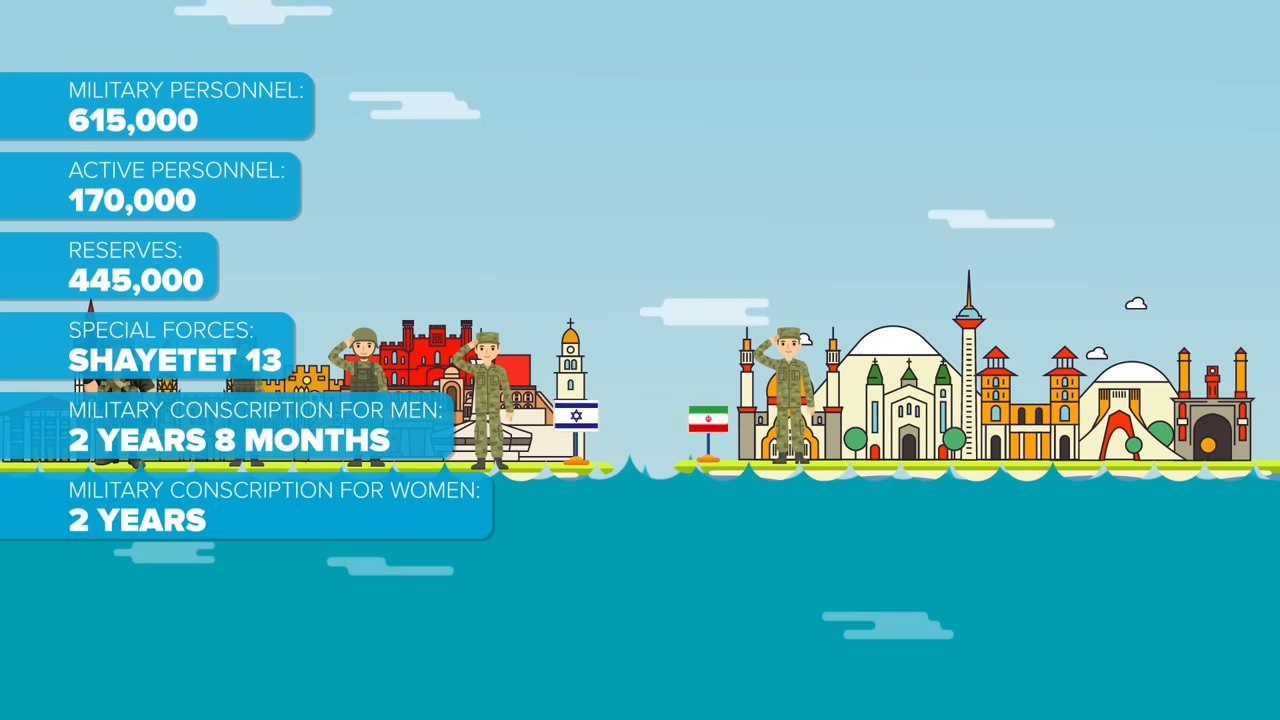 MILITARY PERSONNEL:
615,000
ACTIVE PERSONNEL:
170,000
RESERVES:
445,000
SPECIAL FORCES:
SHAYETET 13
MILITARY CONSCRIPTION FOR MEN:
2 YEARS 8 MONTHS
MILITARY CONSCRIPTION FOR WOMEN:
2 YEARS